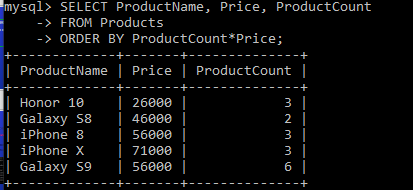 mysql> SELECT ProductName, Price, ProductCount
    -> FROM Products
    -> ORDER BY ProductCount*Price;
+-------------+-------+--------------+
| ProductName | Price | ProductCount |
+-------------+-------+--------------+
| Honor 10    | 26000 |            3 |
| Galaxy S8   | 46000 |            2 |
| iPhone 8    | 56000 |            3 |
| iPhone X    | 71000 |            3 |
| Galaxy S9   | 56000 |            6 |
+-------------+-------+--------------+